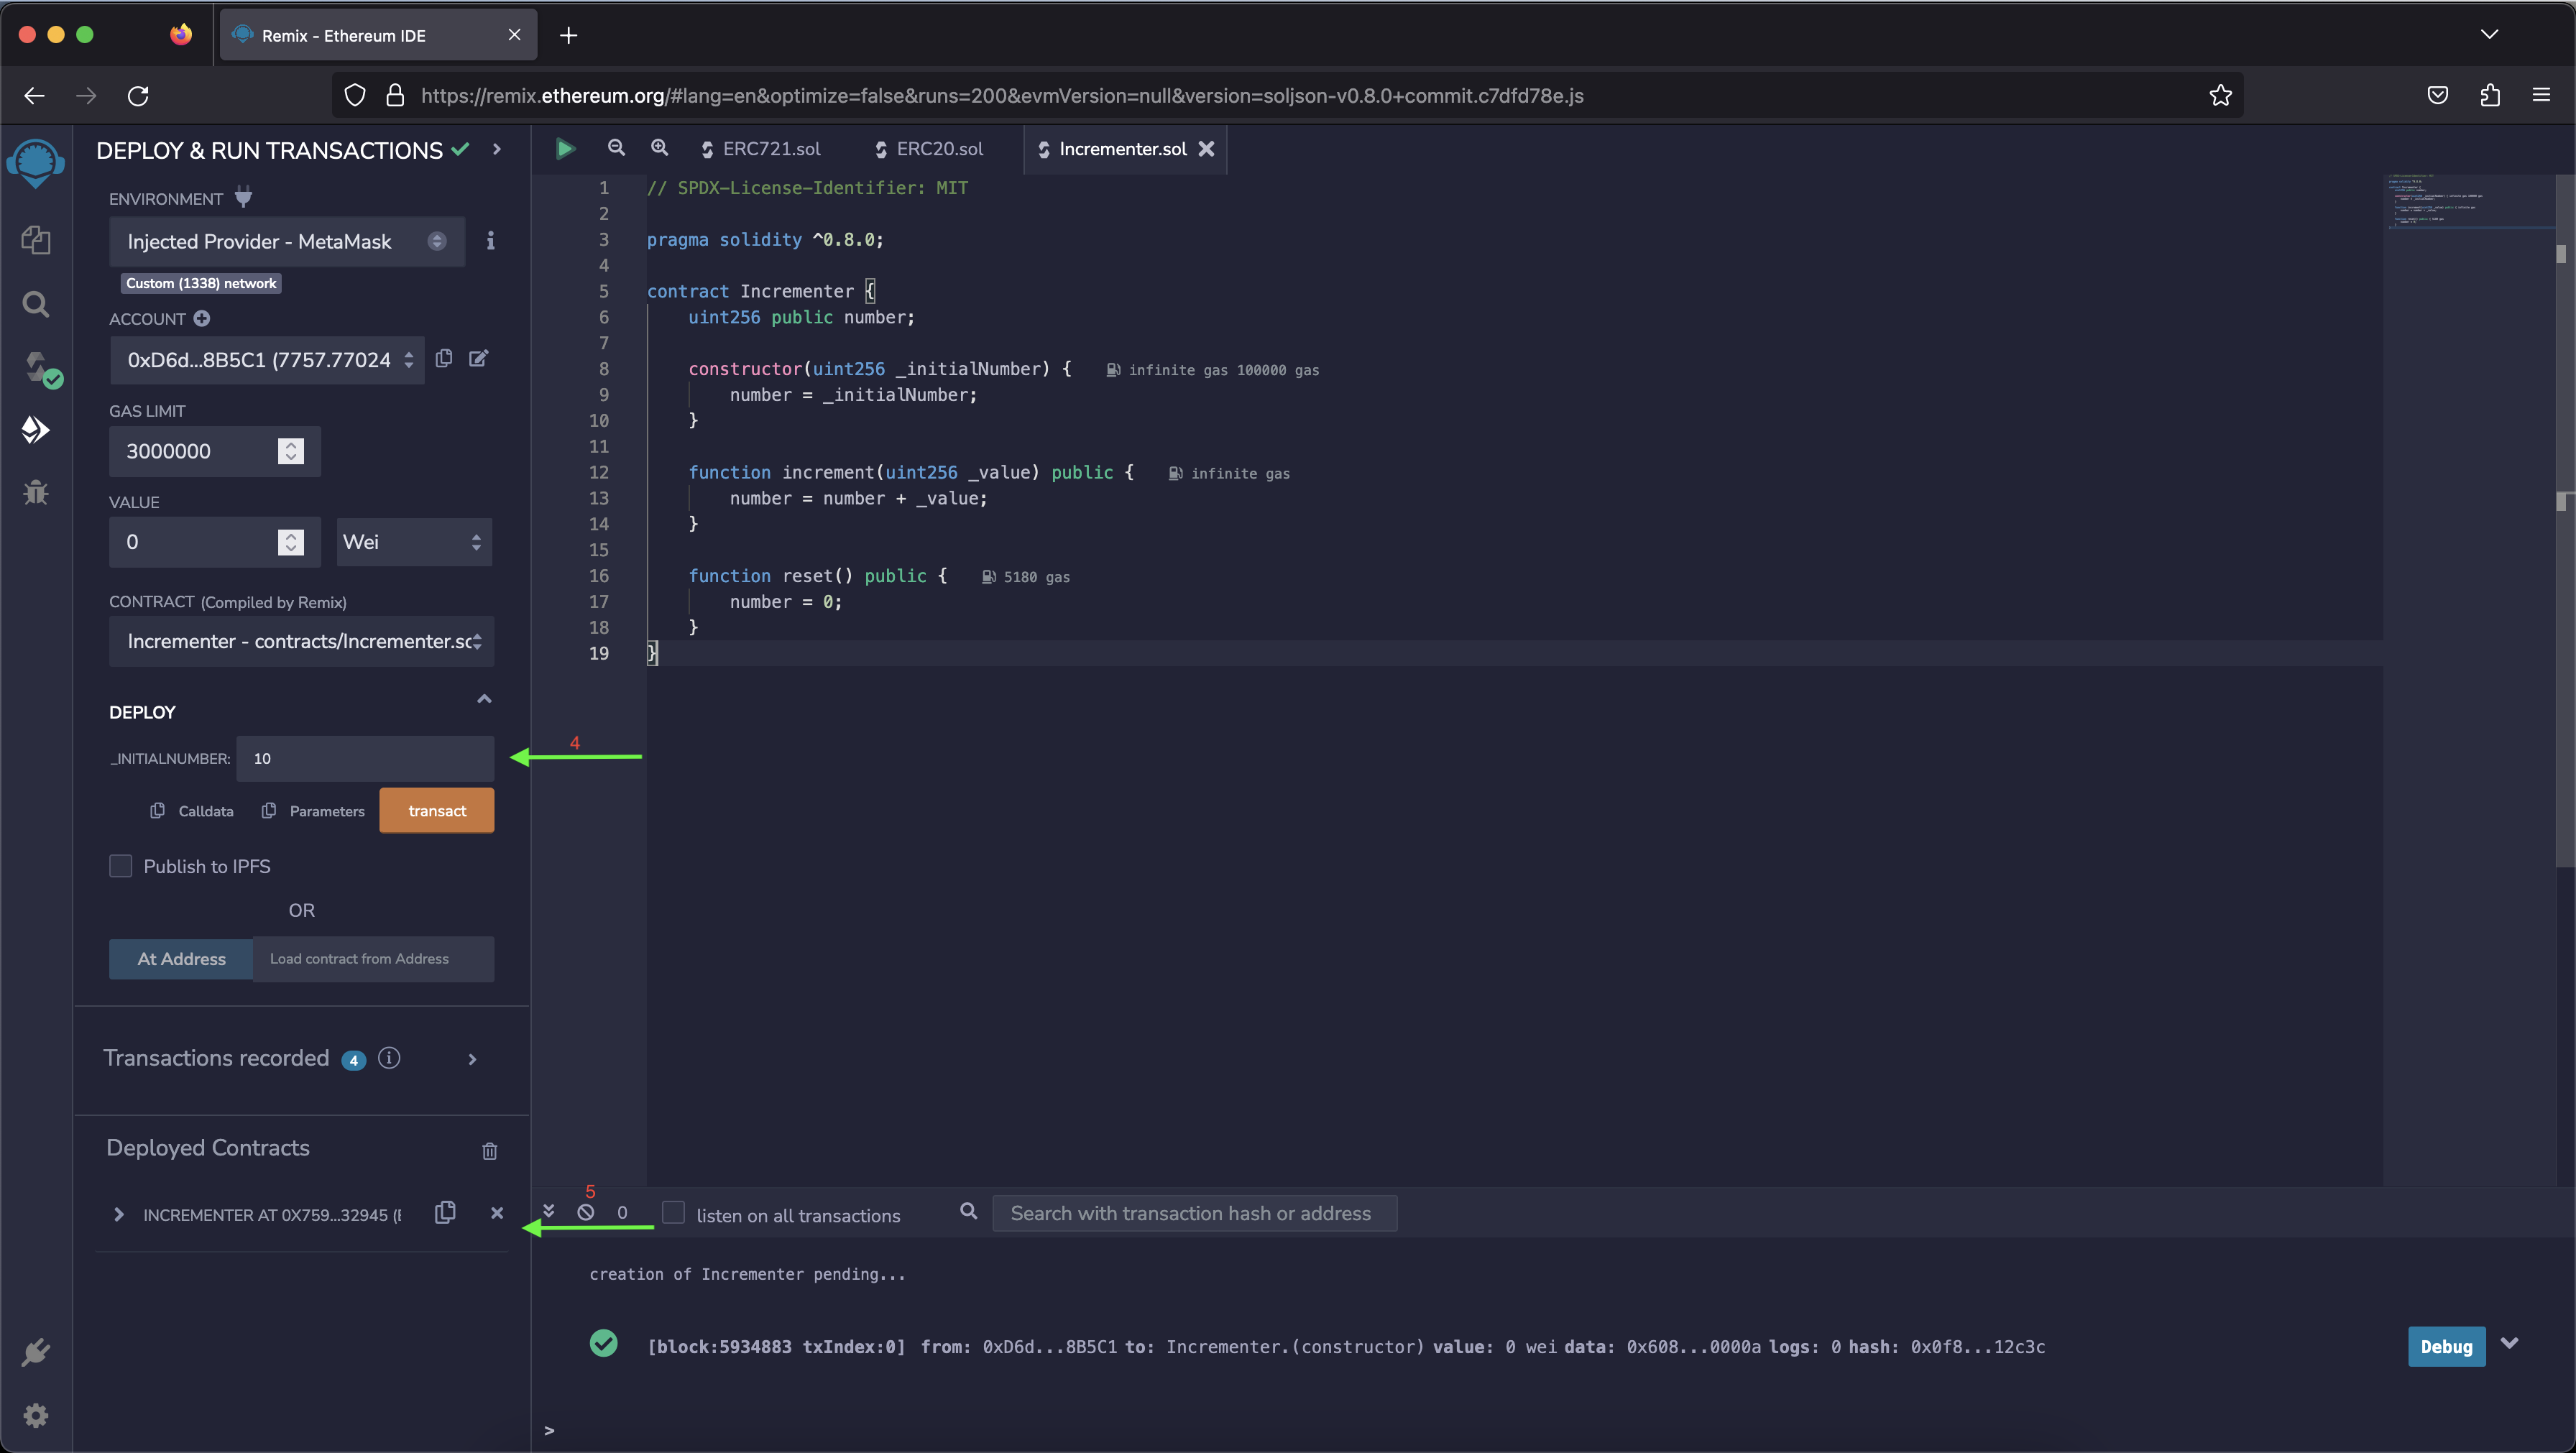 Remix - Ethereum IDE
https://remix.ethereum.org/#lang=en&optimize=false&runs=200&evmVersion=null&version=soljson-v0.8.0+commit.c7dfd78e.js
DEPLOY & RUN TRANSACTIONS
ENVIRONMENT
Injected Provider - MetaMask
Custom (1338) network
ACCOUNT
0xD6d...8B5C1 (7757.77024
GAS LIMIT
3000000
VALUE
0
Wei
CONTRACT (Compiled by Remix)
Incrementer - contracts/Incrementer.sc
DEPLOY
_INITIALNUMBER: 10
4
Calldata Parameters transact
Publish to IPFS
OR
At Address Load contract from Address
Transactions recorded 4
Deployed Contracts
INCREMENTER AT 0X759...32945 (
ERC721.sol ERC20.sol Incrementer.sol
1 // SPDX-License-Identifier: MIT
2
3 pragma solidity ^0.8.0;
4
5 contract Incrementer {
6 uint256 public number;
7
8 constructor(uint256 _initialNumber) { infinite gas 100000 gas
9 number = _initialNumber;
10 }
11
12 function increment(uint256 _value) public { infinite gas
13 number = number + _value;
14 }
15
16 function reset() public { 5180 gas
17 number = 0;
18 }
19 }
5
0 listen on all transactions Search with transaction hash or address
creation of Incrementer pending...
[block:5934883 txIndex:0] from: 0xD6d...8B5C1 to: Incrementer.(constructor) value: 0 wei data: 0x608...0000a logs: 0 hash: 0x0f8...12c3c
Debug
>